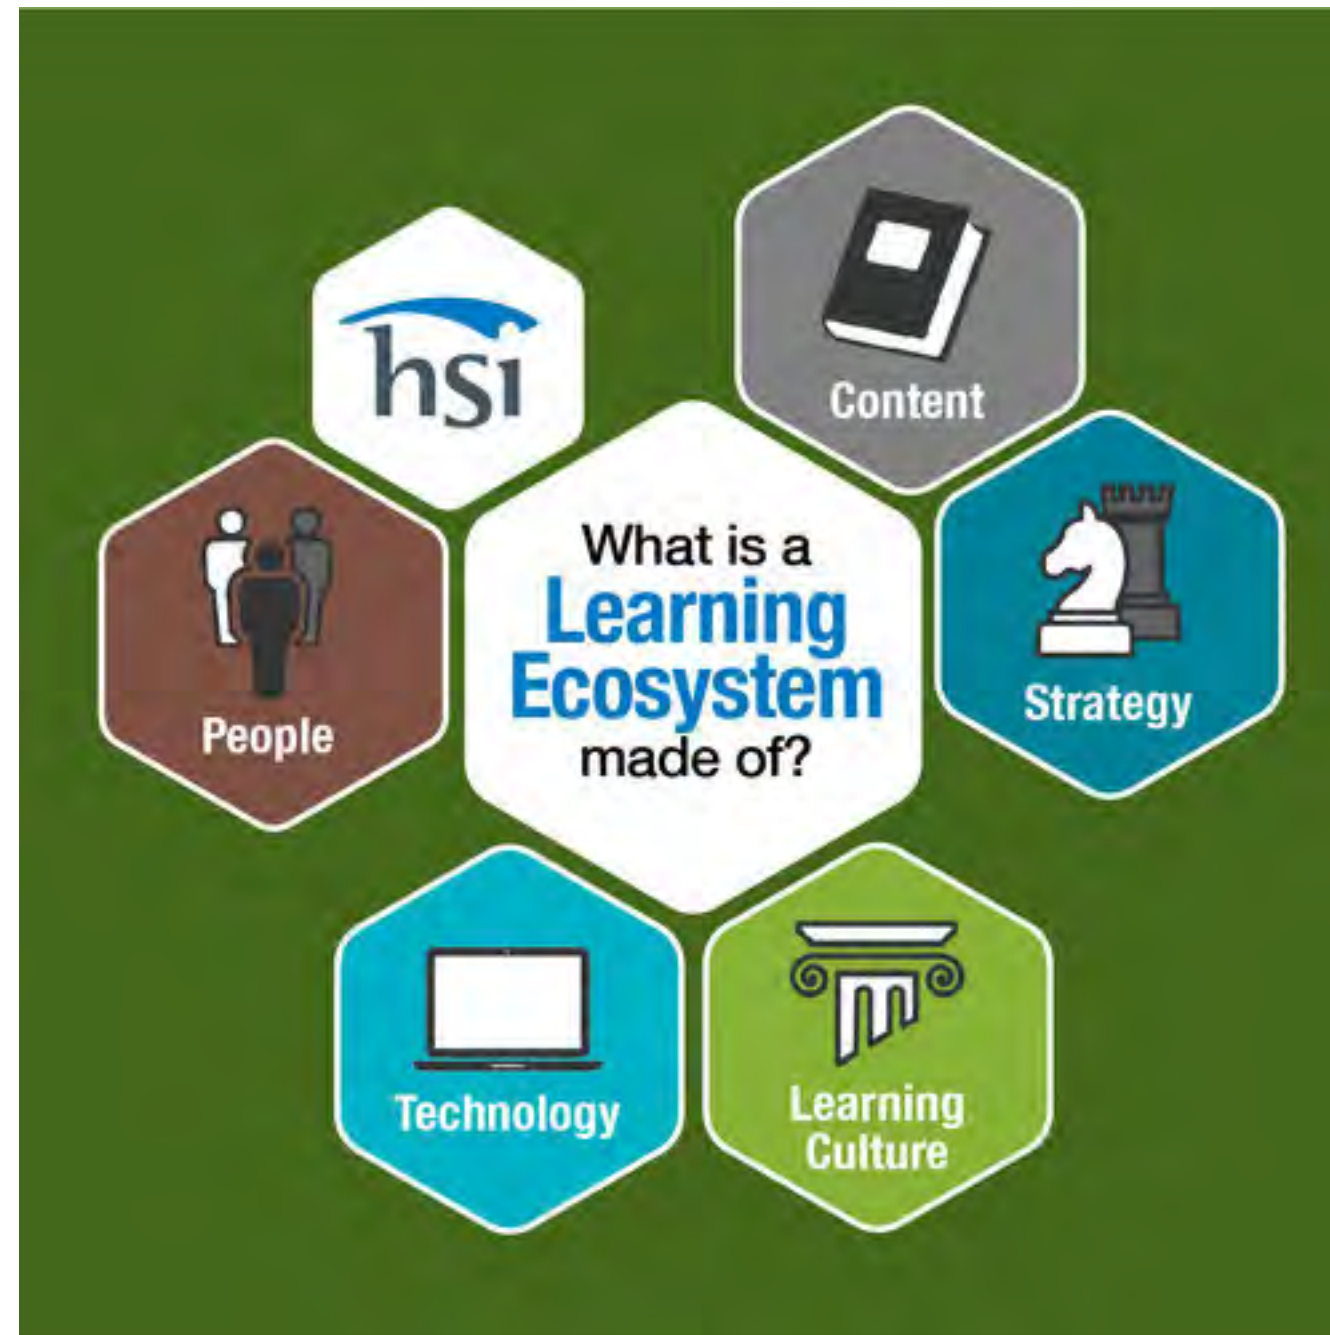 hsi
Content
What is a
Learning
Ecosystem
made of?
People
Strategy
Technology
Learning
Culture